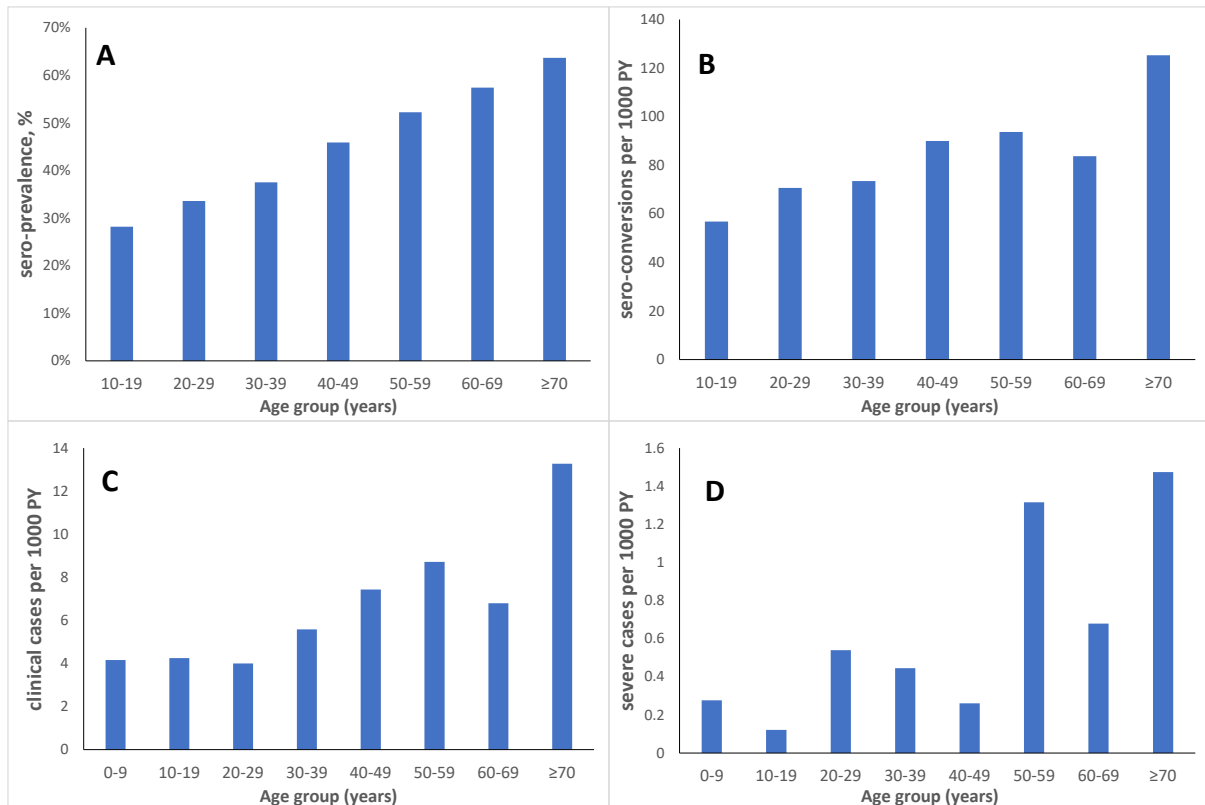 A
sero-prevalence, %
70%
60%
50%
40%
30%
20%
10%
0%
10-19 20-29 30-39 40-49 50-59 60-69 ≥70
Age group (years)
B
sero-conversions per 1000 PY
140
120
100
80
60
40
20
0
10-19 20-29 30-39 40-49 50-59 60-69 ≥70
Age group (years)
C
clinical cases per 1000 PY
14
12
10
8
6
4
2
0
0-9 10-19 20-29 30-39 40-49 50-59 60-69 ≥70
Age group (years)
D
severe cases per 1000 PY
1.6
1.4
1.2
1
0.8
0.6
0.4
0.2
0
0-9 10-19 20-29 30-39 40-49 50-59 60-69 ≥70
Age group (years)